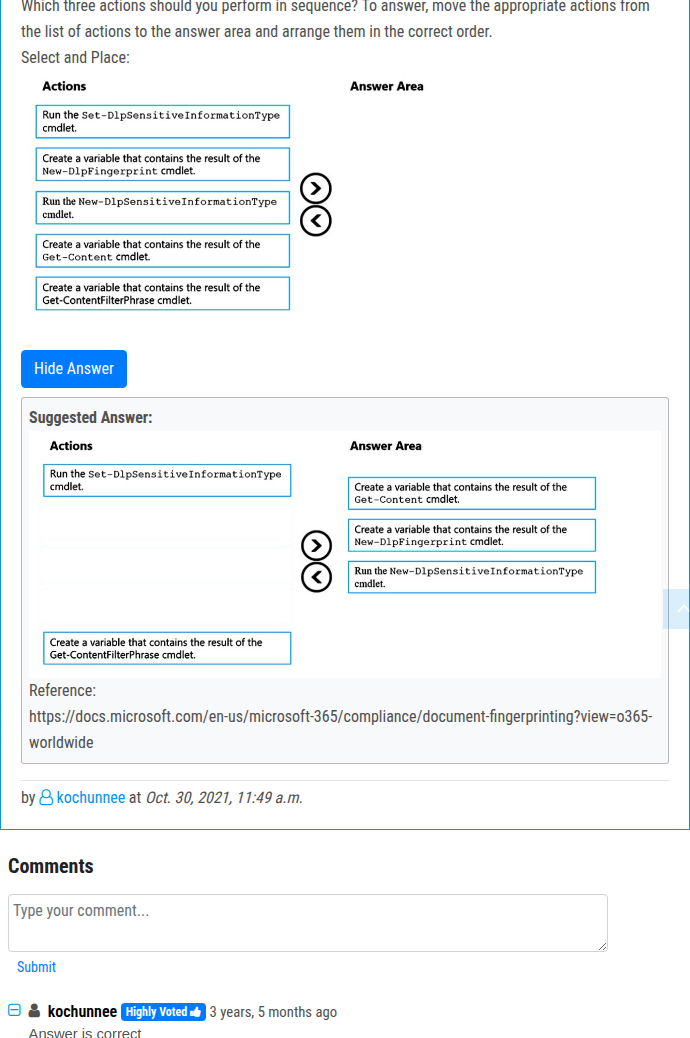 Which three actions should you perform in sequence? To answer, move the appropriate actions from
the list of actions to the answer area and arrange them in the correct order.
Select and Place:
Actions
Answer Area
Run the Set-DlpSensitiveInformationType
cmdlet.
Create a variable that contains the result of the
New-DlpFingerprint cmdlet.
Run the New-DlpSensitiveInformationType
cmdlet.
Create a variable that contains the result of the
Get-Content cmdlet.
Create a variable that contains the result of the
Get-ContentFilterPhrase cmdlet.
Hide Answer
Suggested Answer:
Actions
Answer Area
Run the Set-DlpSensitiveInformationType
cmdlet.
Create a variable that contains the result of the
Get-Content cmdlet.
Create a variable that contains the result of the
New-DlpFingerprint cmdlet.
Run the New-DlpSensitiveInformationType
cmdlet.
Create a variable that contains the result of the
Get-ContentFilterPhrase cmdlet.
Reference:
https://docs.microsoft.com/en-us/microsoft-365/compliance/document-fingerprinting?view=o365-
worldwide
by kochunnee at Oct. 30, 2021, 11:49 a.m.
Comments
Type your comment...
Submit
kochunnee Highly Voted 3 years, 5 months ago
Answer is correct